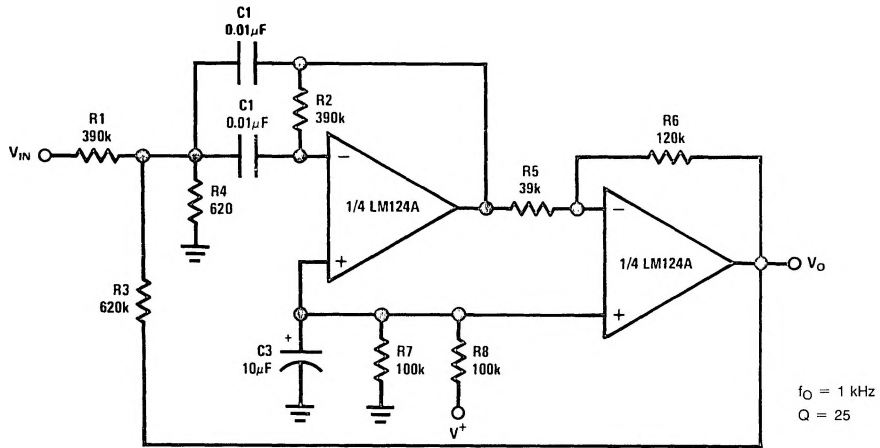 C1
0.01µF
C1
0.01µF
R2
390k
R1
390k
VIN
R4
620
R3
620k
−
1/4 LM124A
+
R5
39k
R6
120k
−
1/4 LM124A
+
VO
+
C3
10µF
R7
100k
R8
100k
V+
fO = 1 kHz
Q = 25